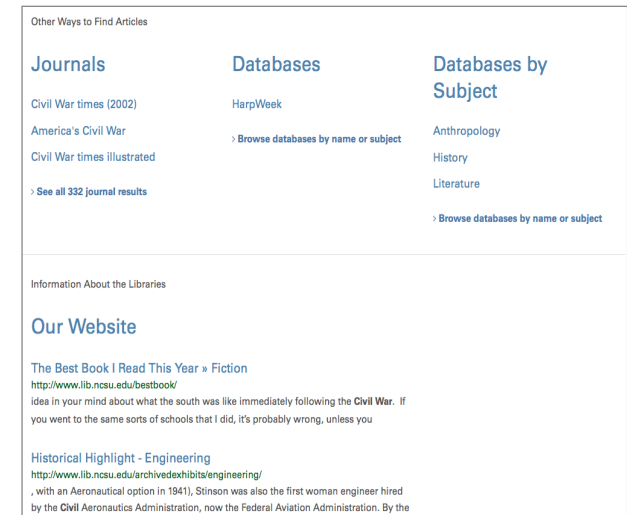 Other Ways to Find Articles
Journals
Civil War times (2002)
America's Civil War
Civil War times illustrated
› See all 332 journal results
Databases
HarpWeek
› Browse databases by name or subject
Databases by
Subject
Anthropology
History
Literature
› Browse databases by name or subject
Information About the Libraries
Our Website
The Best Book I Read This Year » Fiction
http://www.lib.ncsu.edu/bestbook/
idea in your mind about what the south was like immediately following the Civil War. If
you went to the same sorts of schools that I did, it's probably wrong, unless you
Historical Highlight - Engineering
http://www.lib.ncsu.edu/archivedexhibits/engineering/
, with an Aeronautical option in 1941), Stinson was also the first woman engineer hired
by the Civil Aeronautics Administration, now the Federal Aviation Administration. By the